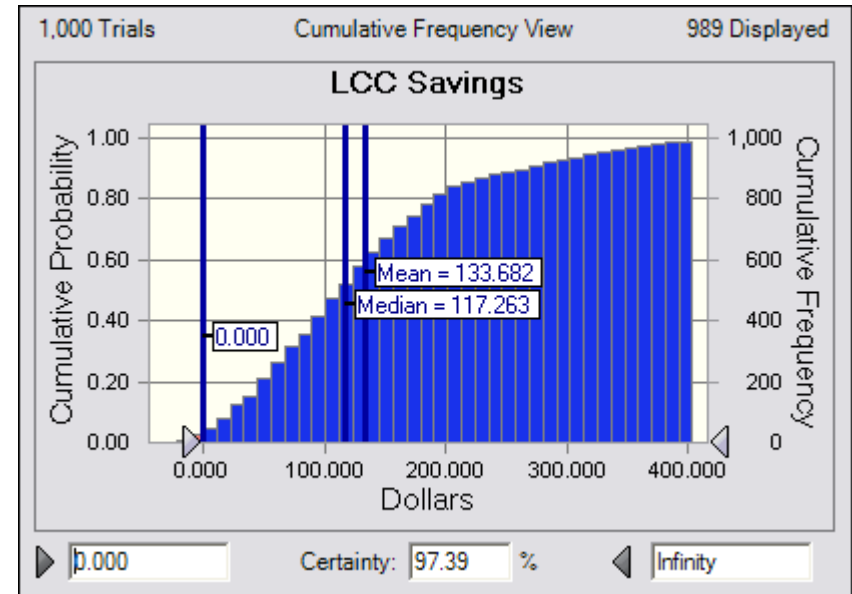 1,000 Trials Cumulative Frequency View 989 Displayed
LCC Savings
Cumulative Probability
1.00
0.80
0.60
0.40
0.20
0.00
Mean = 133.682
Median = 117.263
0.000
1,000
800
600
400
200
0
Cumulative Frequency
0.000 100.000 200.000 300.000 400.000
Dollars
0.000 Certainty: 97.39 % Infinity